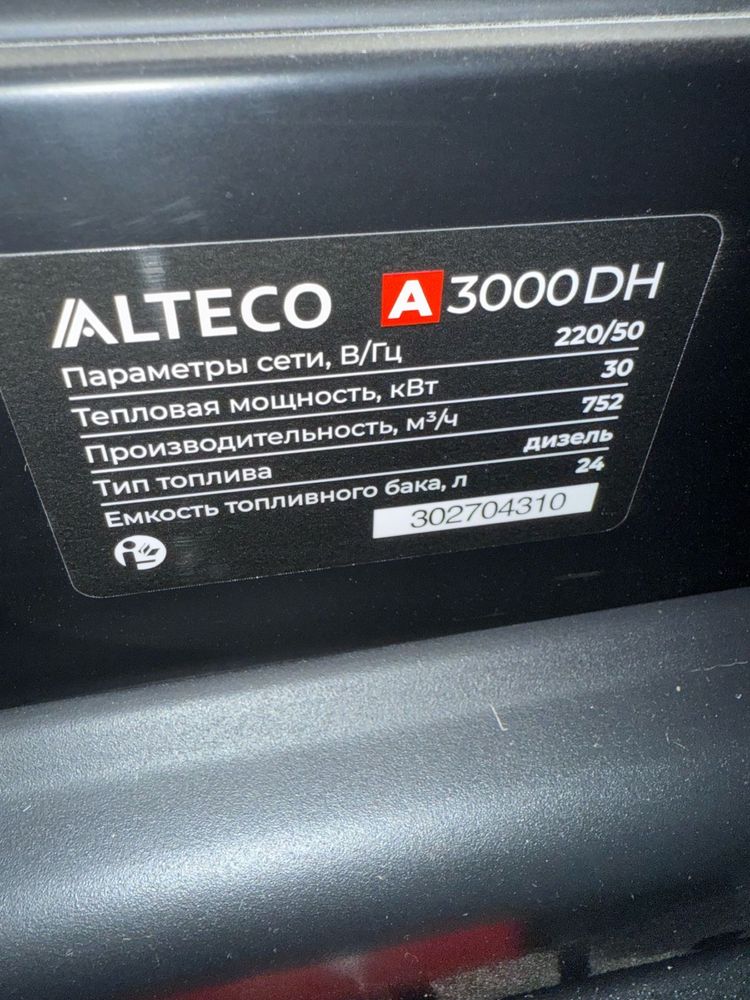 ALTECO A 3000DH
Параметры сети, В/Гц 220/50
Тепловая мощность, кВт 30
Производительность, м³/ч 752
Тип топлива дизель
Емкость топливного бака, л 24
302704310